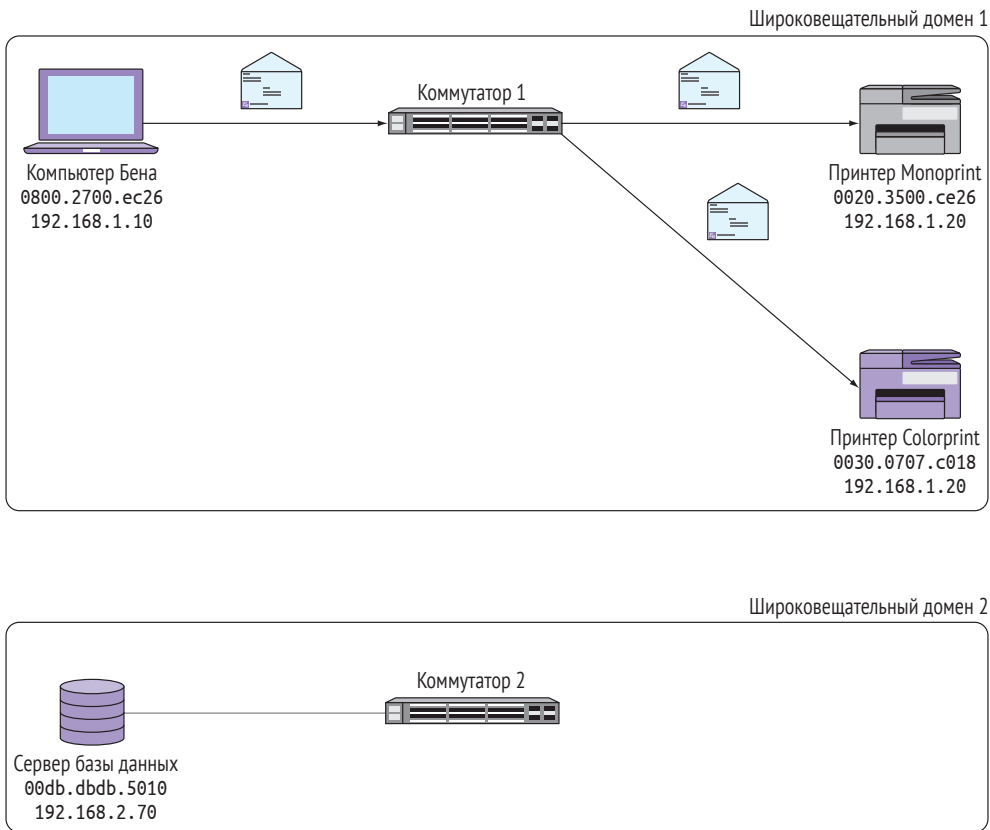 Широковещательный домен 1
Коммутатор 1
Компьютер Бена
0800.2700.ec26
192.168.1.10
Принтер Monoprint
0020.3500.ce26
192.168.1.20
Принтер Colorprint
0030.0707.c018
192.168.1.20
Широковещательный домен 2
Коммутатор 2
Сервер базы данных
00db.dbdb.5010
192.168.2.70